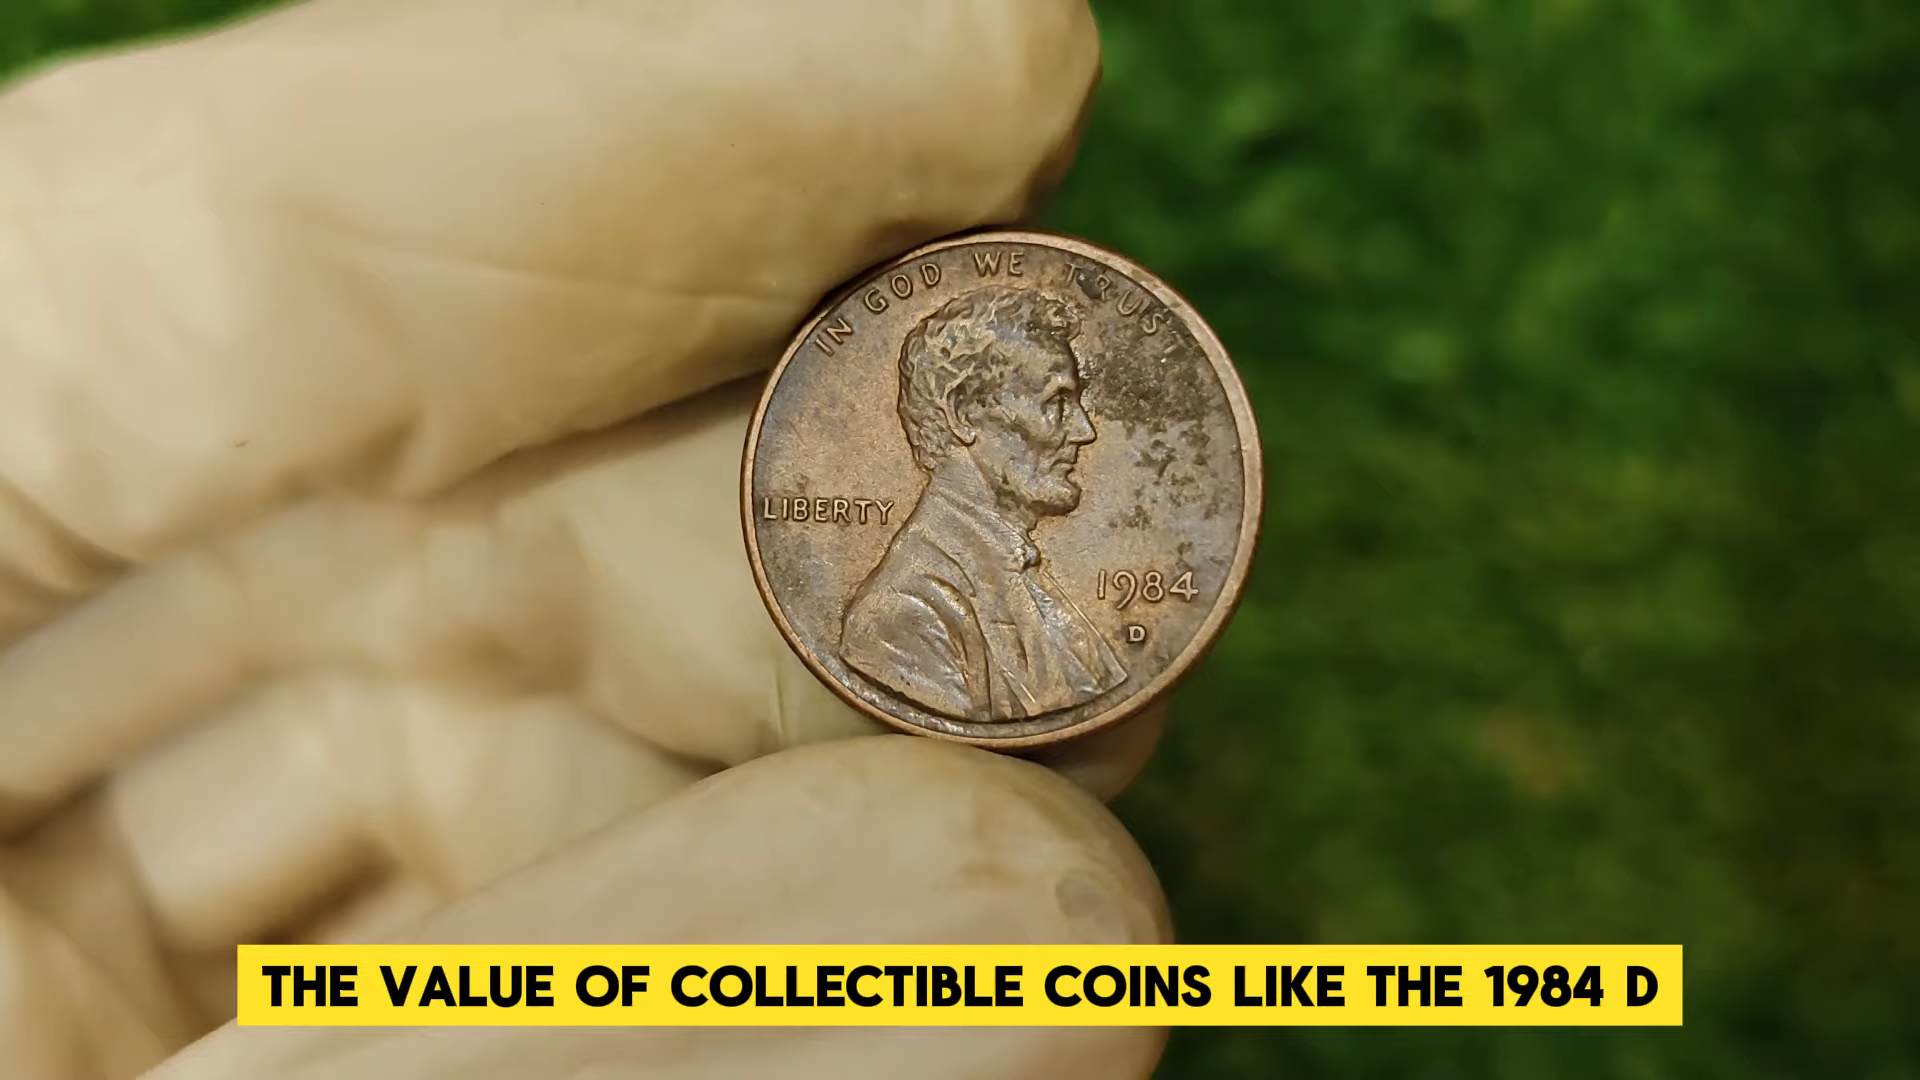 IN GOD WE TRUST
LIBERTY
1984
D
THE VALUE OF COLLECTIBLE COINS LIKE THE 1984 D